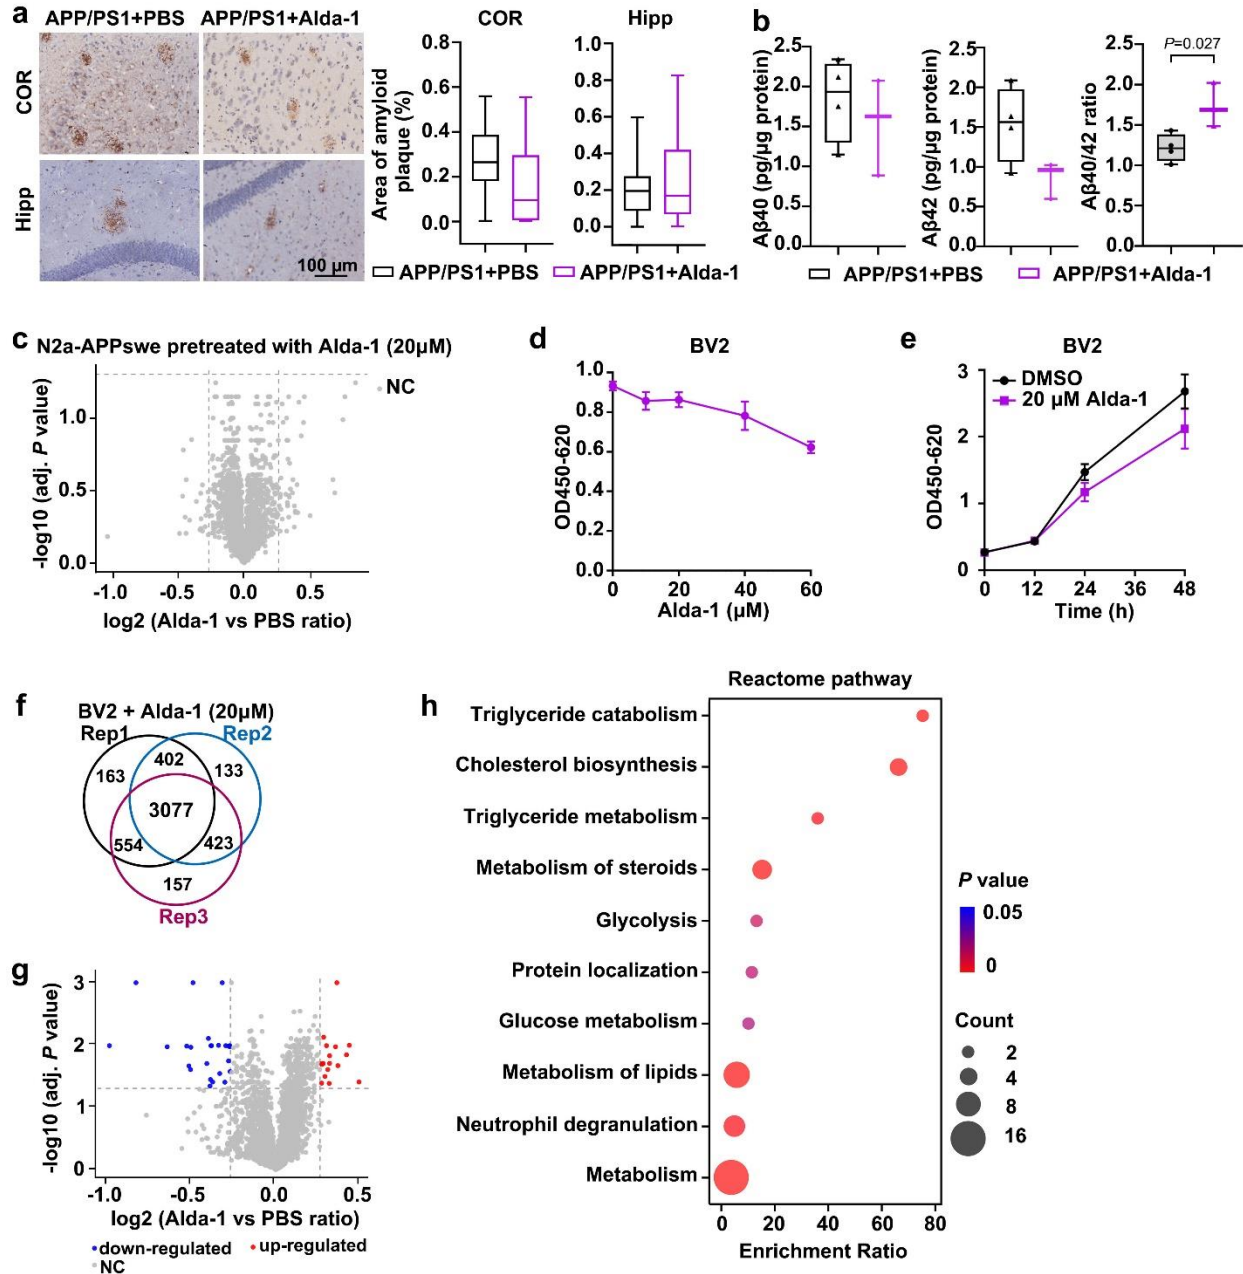 a
APP/PS1+PBS APP/PS1+Alda-1
COR
Hipp
100 µm
COR
Hipp
Area of amyloid
plaque (%)
0.8
0.6
0.4
0.2
0.0
1.0
0.8
0.6
0.4
0.2
0.0
APP/PS1+PBS APP/PS1+Alda-1
b
Aβ40 (pg/µg protein)
2.5
2.0
1.5
1.0
0.5
0.0
Aβ42 (pg/µg protein)
2.5
2.0
1.5
1.0
0.5
0.0
Aβ40/42 ratio
2.5
2.0
1.5
1.0
0.5
0.0
P=0.027
APP/PS1+PBS APP/PS1+Alda-1
c
N2a-APPswe pretreated with Alda-1 (20µM)
NC
-log10 (adj. P value)
1.0
0.5
0.0
-1.0 -0.5 0.0 0.5
log2 (Alda-1 vs PBS ratio)
d
BV2
OD450-620
1.0
0.8
0.6
0.4
0.2
0.0
0 20 40 60
Alda-1 (µM)
e
BV2
DMSO
20 µM Alda-1
OD450-620
3
2
1
0
0 12 24 36 48
Time (h)
f
BV2 + Alda-1 (20µM)
Rep1 Rep2
163 402 133
3077
554 423
157
Rep3
g
-log10 (adj. P value)
3
2
1
0
-1.0 -0.5 0.0 0.5
log2 (Alda-1 vs PBS ratio)
down-regulated up-regulated
NC
h
Reactome pathway
Triglyceride catabolism
Cholesterol biosynthesis
Triglyceride metabolism
Metabolism of steroids
Glycolysis
Protein localization
Glucose metabolism
Metabolism of lipids
Neutrophil degranulation
Metabolism
0 20 40 60 80
Enrichment Ratio
P value
0.05
0
Count
2
4
8
16